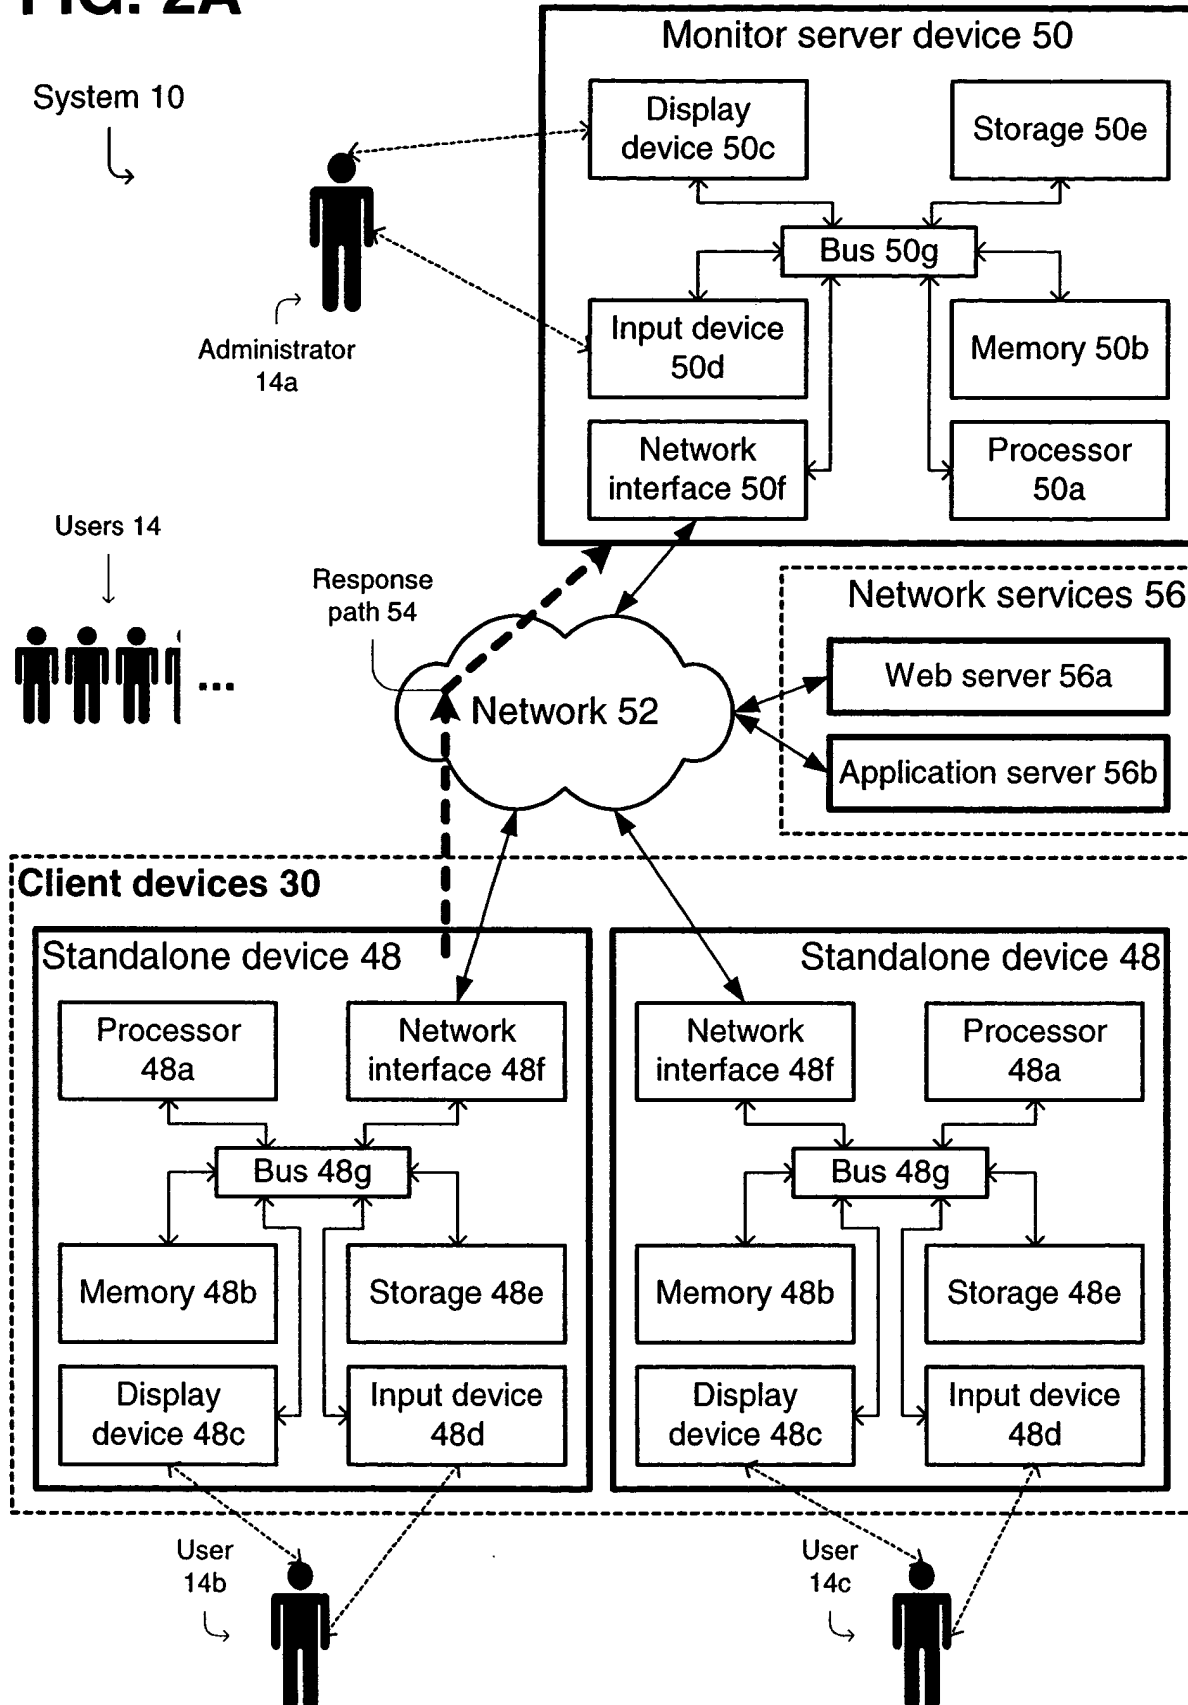 FIG. 2A
Monitor server device 50
System 10
Display
device 50c
Storage 50e
Bus 50g
Input device
50d
Memory 50b
Administrator
14a
Network
interface 50f
Processor
50a
Users 14
Response
path 54
Network services 56
...
Web server 56a
Network 52
Application server 56b
Client devices 30
Standalone device 48
Standalone device 48
Processor
48a
Network
interface 48f
Network
interface 48f
Processor
48a
Bus 48g
Bus 48g
Memory 48b
Storage 48e
Memory 48b
Storage 48e
Display
device 48c
Input device
48d
Display
device 48c
Input device
48d
User
14b
User
14c